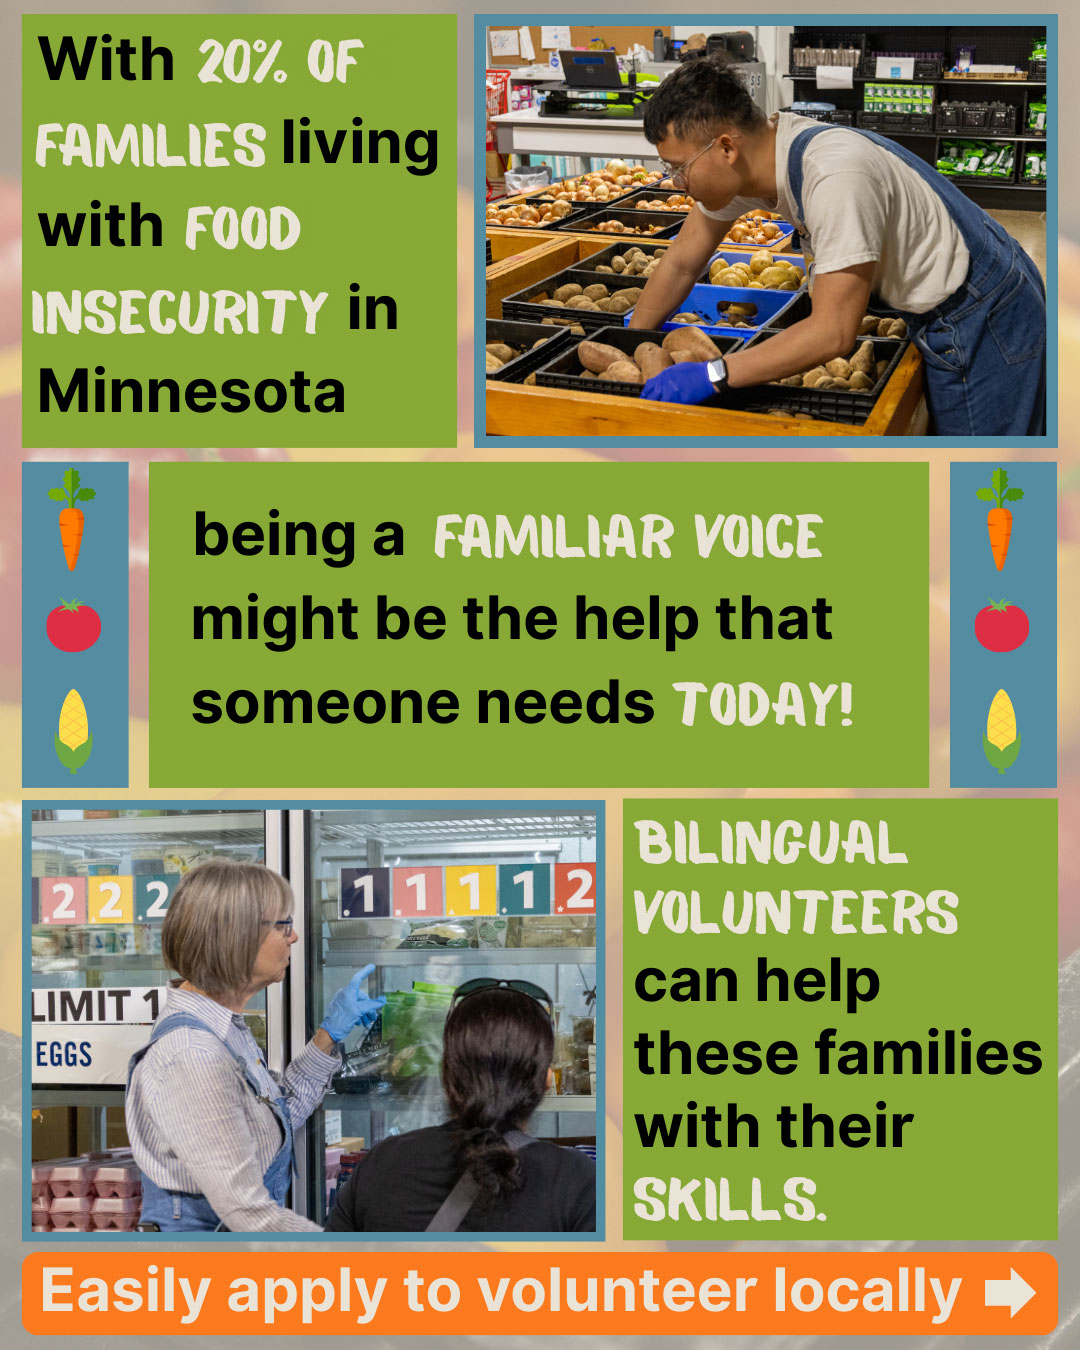 With 20% OF
FAMILIES living
with FOOD
INSECURITY in
Minnesota
being a FAMILIAR VOICE
might be the help that
someone needs TODAY!
.2 2 .2
.1 .1 .1 .1 .2
LIMIT 1
EGGS
BILINGUAL
VOLUNTEERS
can help
these families
with their
SKILLS.
Easily apply to volunteer locally